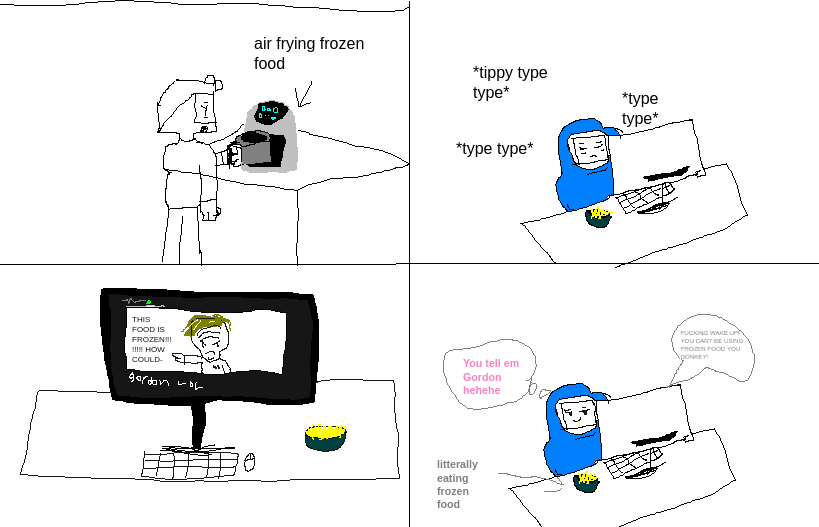 air frying frozen
food
*tippy type
type*
*type
type*
*type type*
THIS
FOOD IS
FROZEN!!!
!!!!! HOW
COULD-
gordon
You tell em
Gordon
hehehe
FUCKING WAKE UP!
YOU CANT BE USING
FROZEN FOOD YOU
DONKEY!
litterally
eating
frozen
food